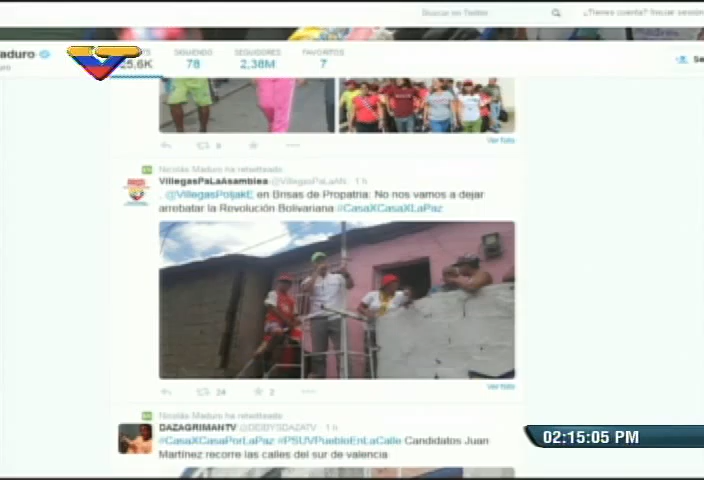 Buscar en Twitter
¿Tienes cuenta? Iniciar sesión
aduro
SIGUIENDO
SEGUIDORES
FAVORITOS
25,6K
78
2,38M
7
Ver foto
Nicolás Maduro ha retwitteado
VillegasPaLaAsamblea @VillegasPaLaAN · 1 h
. @VillegasPoljakE en Brisas de Propatria: No nos vamos a dejar
arrebatar la Revolución Bolivariana #CasaXCasaXLaPaz
24
2
Ver foto
Nicolás Maduro ha retwitteado
DAZAGRIMANTV @DEIBYSDAZATV · 1 h
#CasaXCasaPorLaPaz #PSUVPuebloEnLaCalle Candidatos Juan
Martínez recorre las calles del sur de valencia
02:15:05 PM